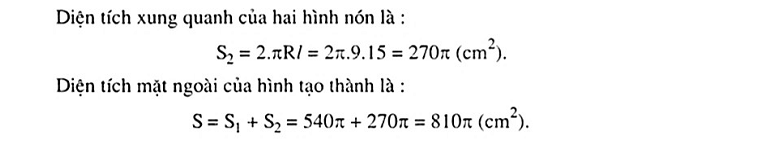 Diện tích xung quanh của hai hình nón là :
S₂ = 2.πRl = 2π.9.15 = 270π (cm²).
Diện tích mặt ngoài của hình tạo thành là :
S = S₁ + S₂ = 540π + 270π = 810π (cm²).